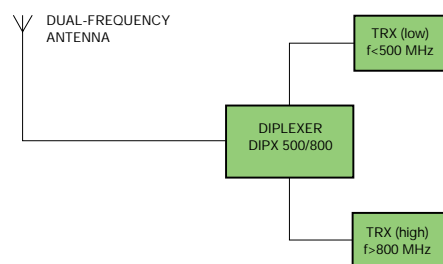 DUAL-FREQUENCY
ANTENNA
TRX (low)
f<500 MHz
DIPLEXER
DIPX 500/800
TRX (high)
f>800 MHz